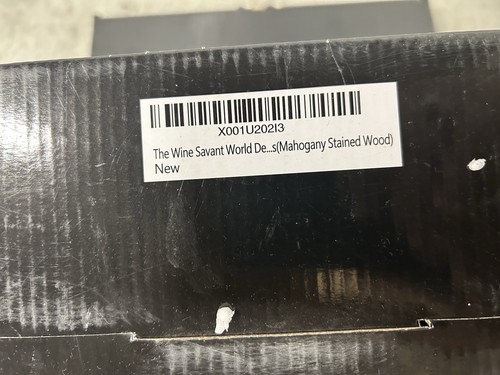 X001U202I3
The Wine Savant World De...s(Mahogany Stained Wood)
New